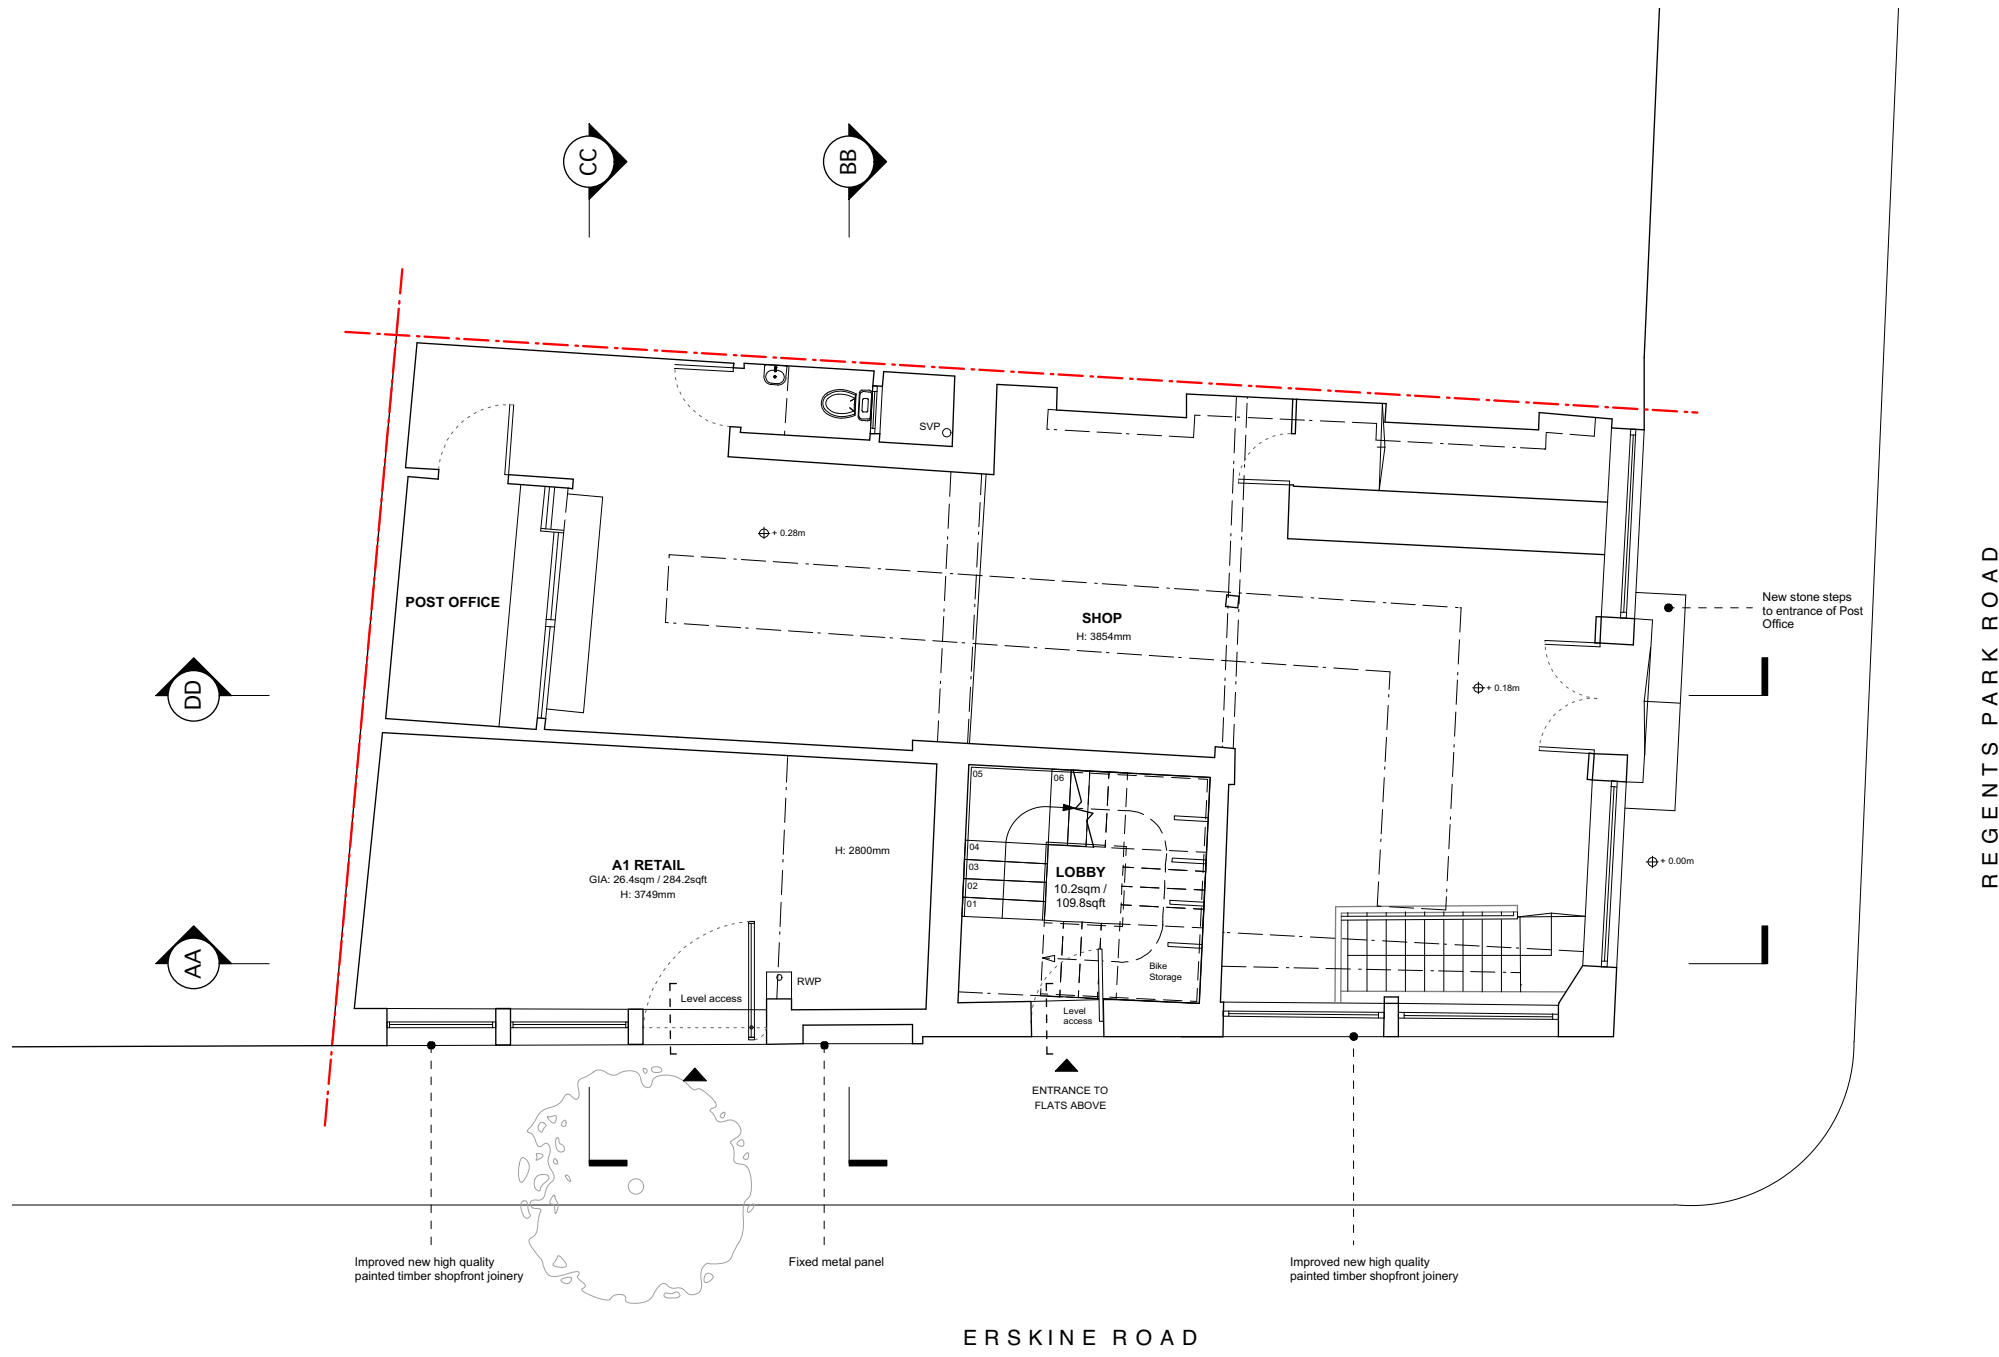 CC
BB
SVP
+ 0.28m
POST OFFICE
SHOP
H: 3854mm
New stone steps
to entrance of Post
Office
REGENTS PARK ROAD
DD
+ 0.18m
05
06
04
03
02
01
LOBBY
10.2sqm /
109.8sqft
H: 2800mm
A1 RETAIL
GIA: 26.4sqm / 284.2sqft
H: 3749mm
+ 0.00m
AA
RWP
Level access
Bike
Storage
Level
access
ENTRANCE TO
FLATS ABOVE
Improved new high quality
painted timber shopfront joinery
Fixed metal panel
Improved new high quality
painted timber shopfront joinery
ERSKINE ROAD